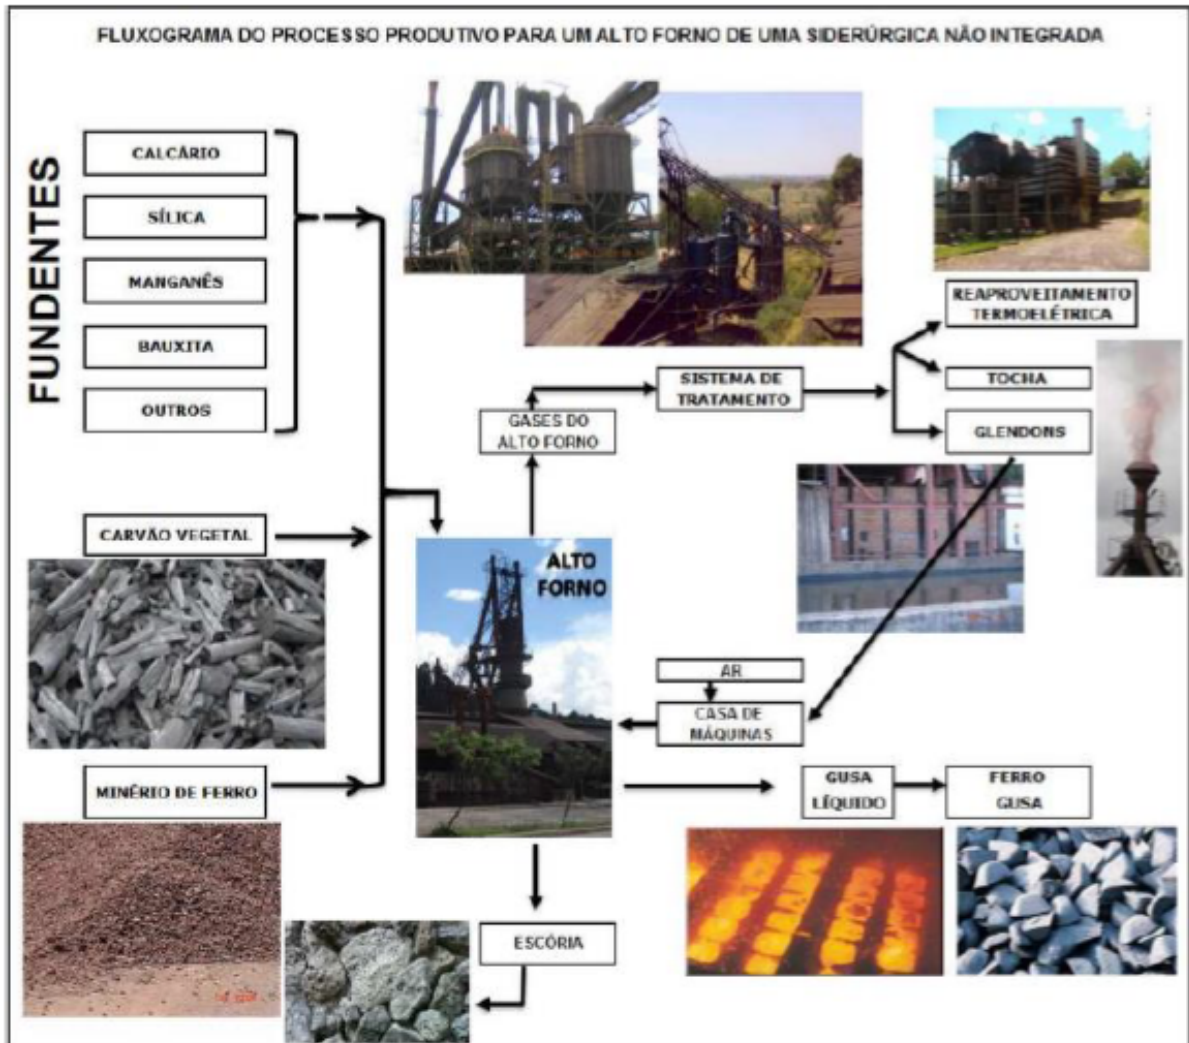 FLUXOGRAMA DO PROCESSO PRODUTIVO PARA UM ALTO FORNO DE UMA SIDERÚRGICA NÃO INTEGRADA
FUNDENTES
CALCÁRIO
SÍLICA
MANGANÊS
BAUXITA
OUTROS
CARVÃO VEGETAL
MINÉRIO DE FERRO
GASES DO
ALTO FORNO
SISTEMA DE
TRATAMENTO
REAPROVEITAMENTO
TERMOELÉTRICA
TOCHA
GLENDONS
ALTO
FORNO
AR
CASA DE
MÁQUINAS
GUSA
LÍQUIDO
FERRO
GUSA
ESCÓRIA